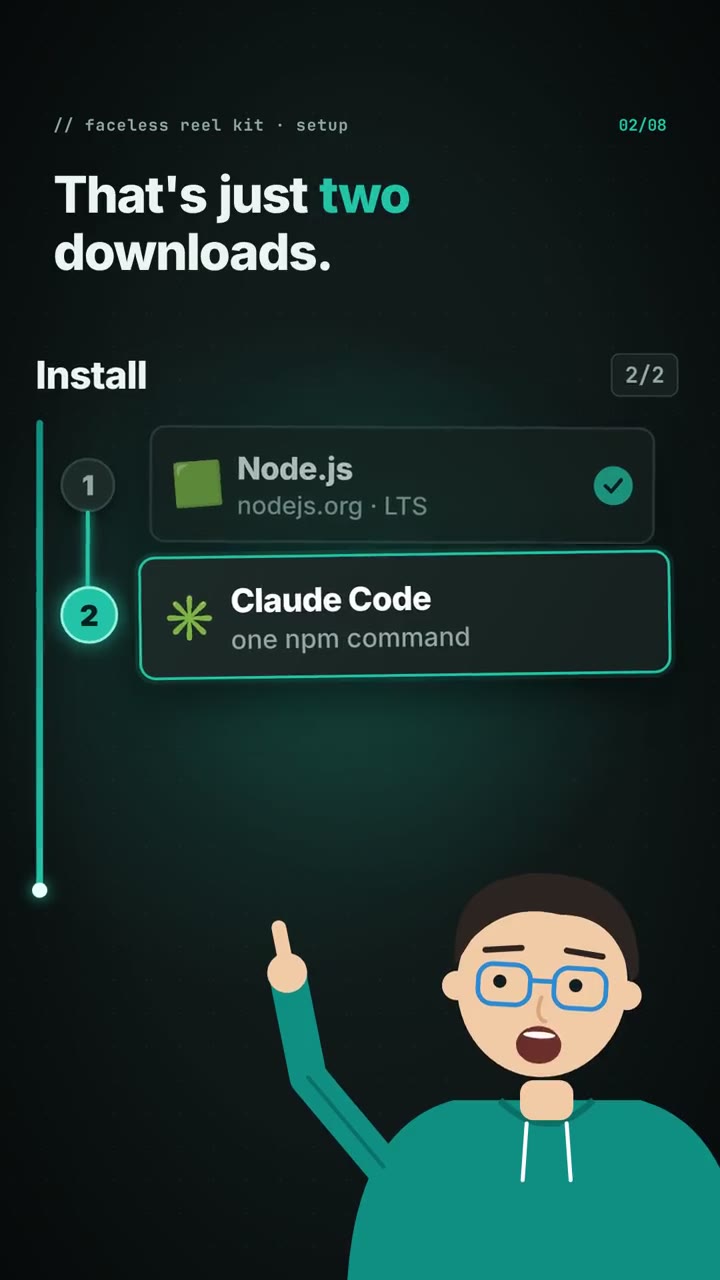 // faceless reel kit · setup
02/08
That's just two
downloads.
Install
2/2
1
Node.js
nodejs.org · LTS
2
Claude Code
one npm command